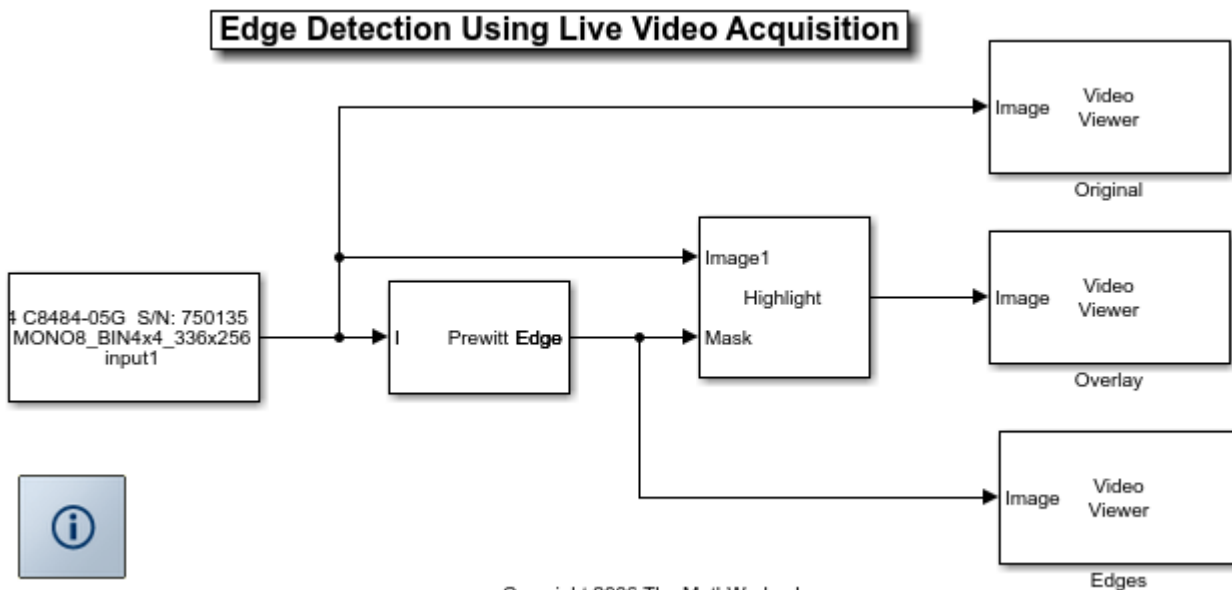 Edge Detection Using Live Video Acquisition
Image
Video
Viewer
Original
Image1
Highlight
Mask
Image
Video
Viewer
Overlay
4 C8484-05G S/N: 750135
MONO8_BIN4x4_336x256
input1
I
Prewitt
Edge
Image
Video
Viewer
Edges
i